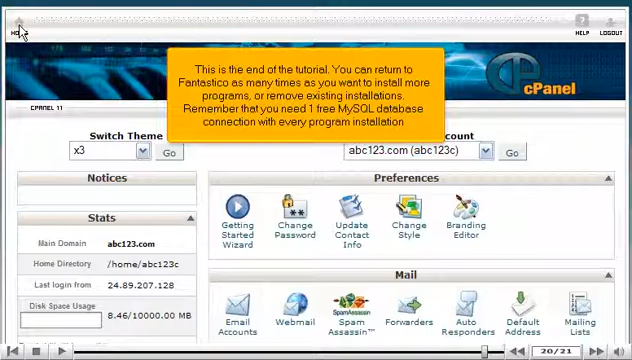 HELP LOGOUT
This is the end of the tutorial. You can return to
Fantastico as many times as you want to install more
programs, or remove existing installations.
Remember that you need 1 free MySQL database
connection with every program installation
cPanel
CPANEL 11
Switch Theme
x3 Go
abc123.com (abc123c) Go
Notices
Stats
Main Domain abc123.com
Home Directory /home/abc123c
Last login from 24.89.207.128
Disk Space Usage 8.46/10000.00 MB
Preferences
Getting Started Wizard
Change Password
Update Contact Info
Change Style
Branding Editor
Mail
Email Accounts
Webmail
Spam Assassin™
Forwarders
Auto Responders
Default Address
Mailing Lists
20/21